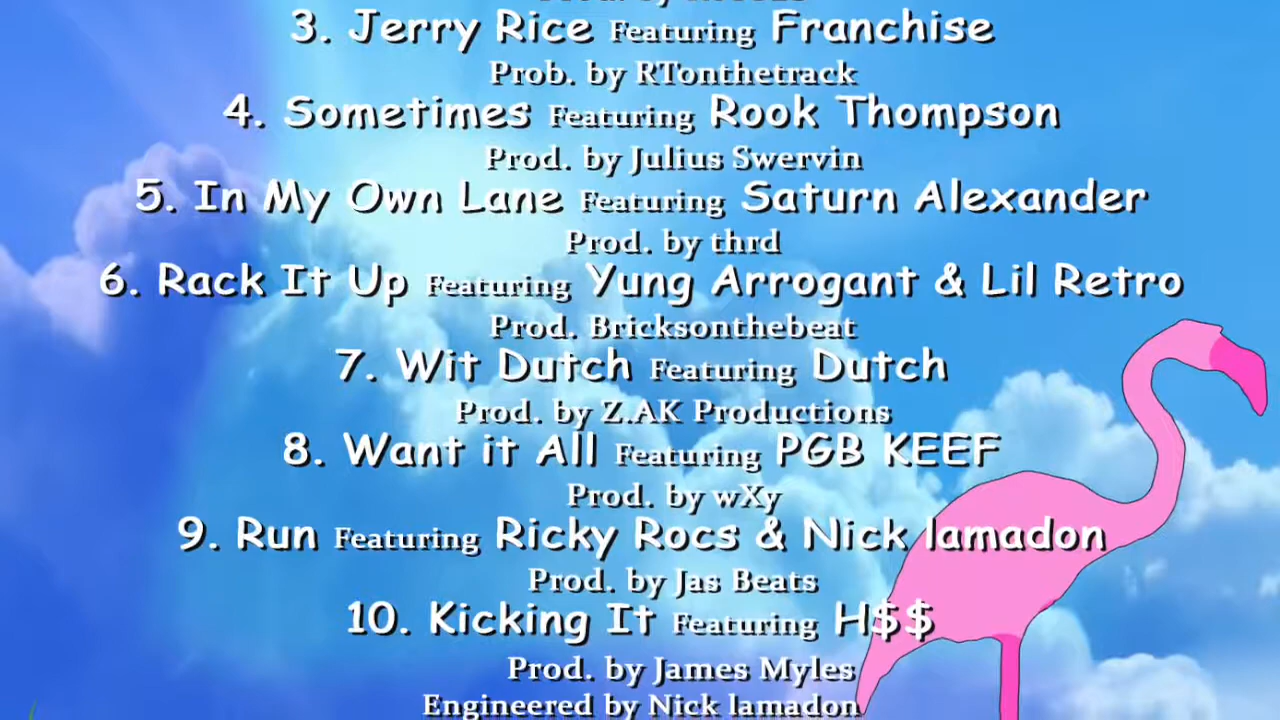 3. Jerry Rice Featuring Franchise
Prob. by RTonthetrack
4. Sometimes Featuring Rook Thompson
Prod. by Julius Swervin
5. In My Own Lane Featuring Saturn Alexander
Prod. by thrd
6. Rack It Up Featuring Yung Arrogant & Lil Retro
Prod. Bricksonthebeat
7. Wit Dutch Featuring Dutch
Prod. by Z.AK Productions
8. Want it All Featuring PGB KEEF
Prod. by wXy
9. Run Featuring Ricky Rocs & Nick lamadon
Prod. by Jas Beats
10. Kicking It Featuring H$$
Prod. by James Myles
Engineered by Nick lamadon